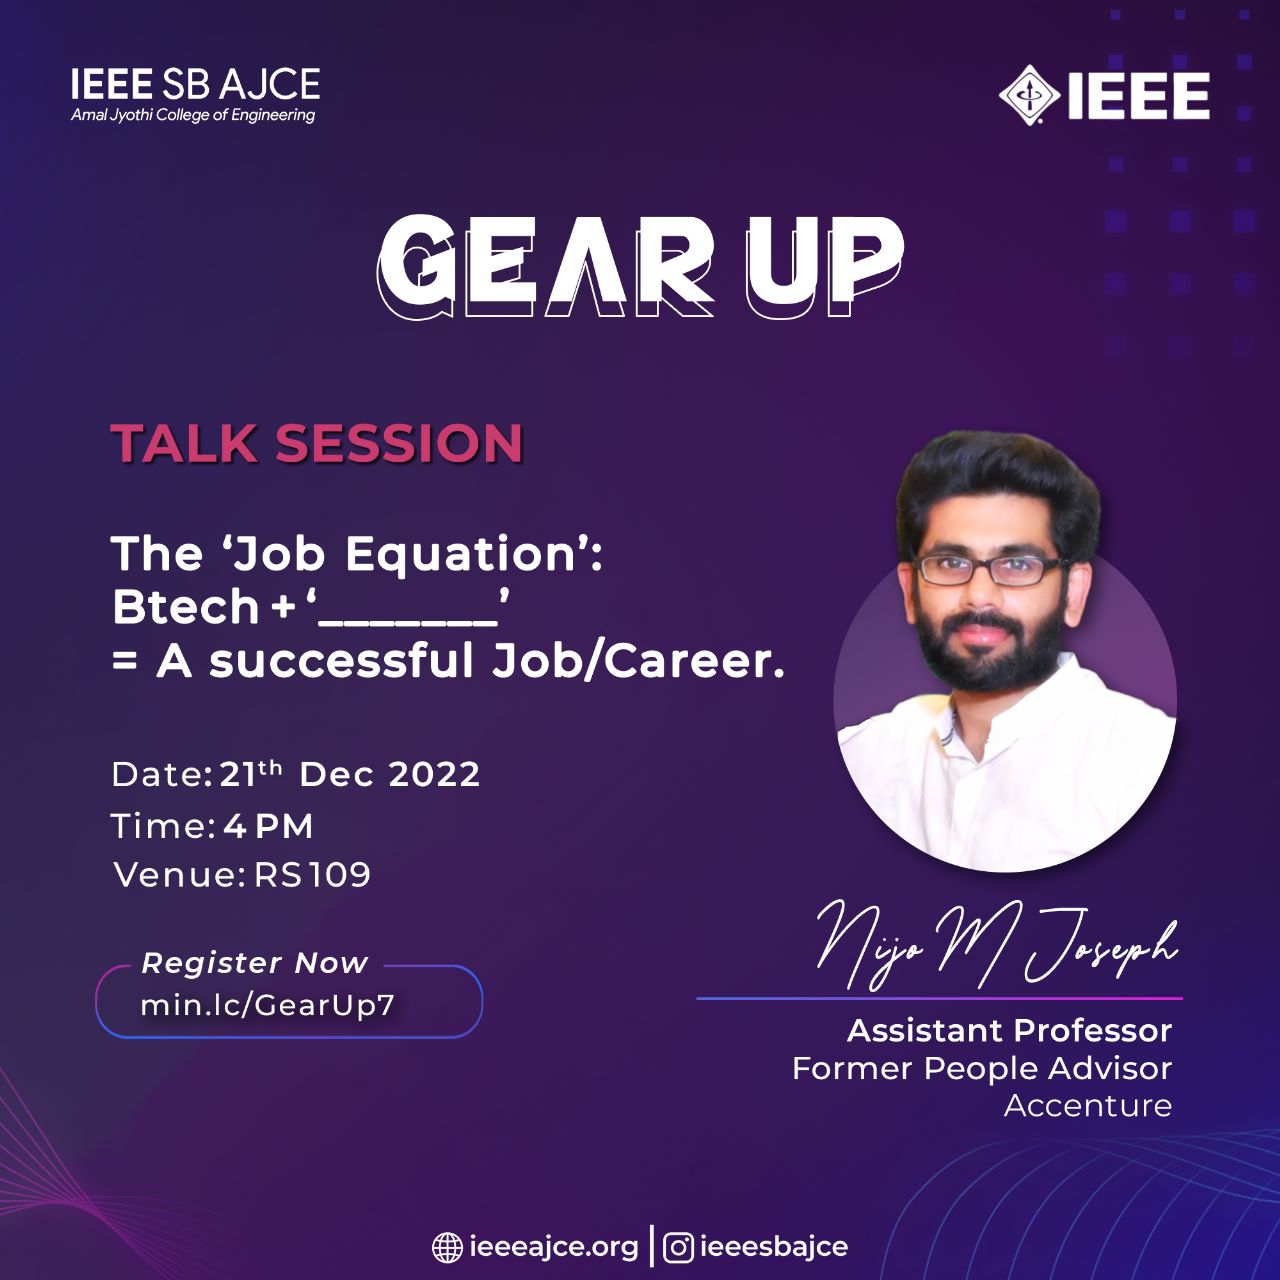 IEEE SB AJCE
Amal Jyothi College of Engineering
IEEE
GEAR UP
TALK SESSION
The ‘Job Equation’:
Btech + ‘_______’
= A successful Job/Career.
Date: 21th Dec 2022
Time: 4 PM
Venue: RS 109
Register Now
min.lc/GearUp7
Nijo M Joseph
Assistant Professor
Former People Advisor
Accenture
ieeeajce.org | ieeesbajce